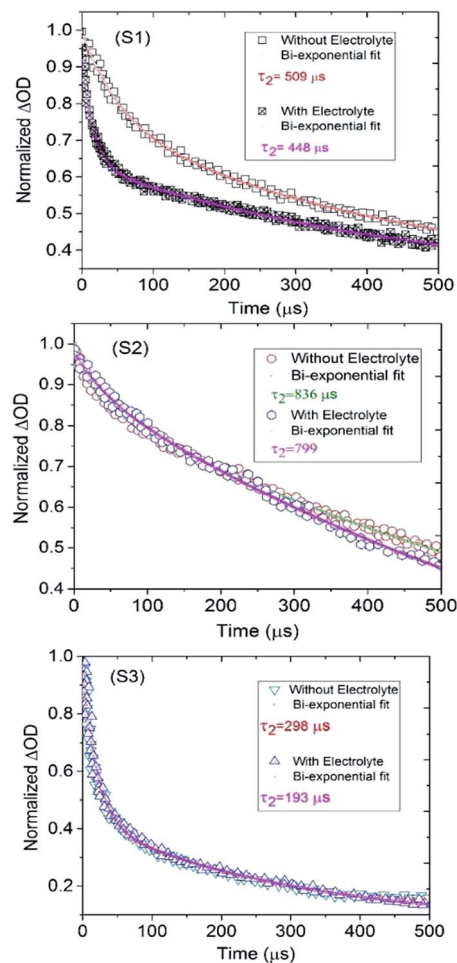 (S1)
Without Electrolyte
Bi-exponential fit
τ2= 509 μs
With Electrolyte
Bi-exponential fit
τ2= 448 μs
Normalized ΔOD
1.0
0.9
0.8
0.7
0.6
0.5
0.4
0 100 200 300 400 500
Time (μs)
(S2)
Without Electrolyte
Bi-exponential fit
τ2=836 μs
With Electrolyte
Bi-exponential fit
τ2=799
Normalized ΔOD
1.0
0.9
0.8
0.7
0.6
0.5
0.4
0 100 200 300 400 500
Time (μs)
(S3)
Without Electrolyte
Bi-exponential fit
τ2=298 μs
With Electrolyte
Bi-exponential fit
τ2=193 μs
Normalized ΔOD
1.0
0.8
0.6
0.4
0.2
0 100 200 300 400 500
Time (μs)